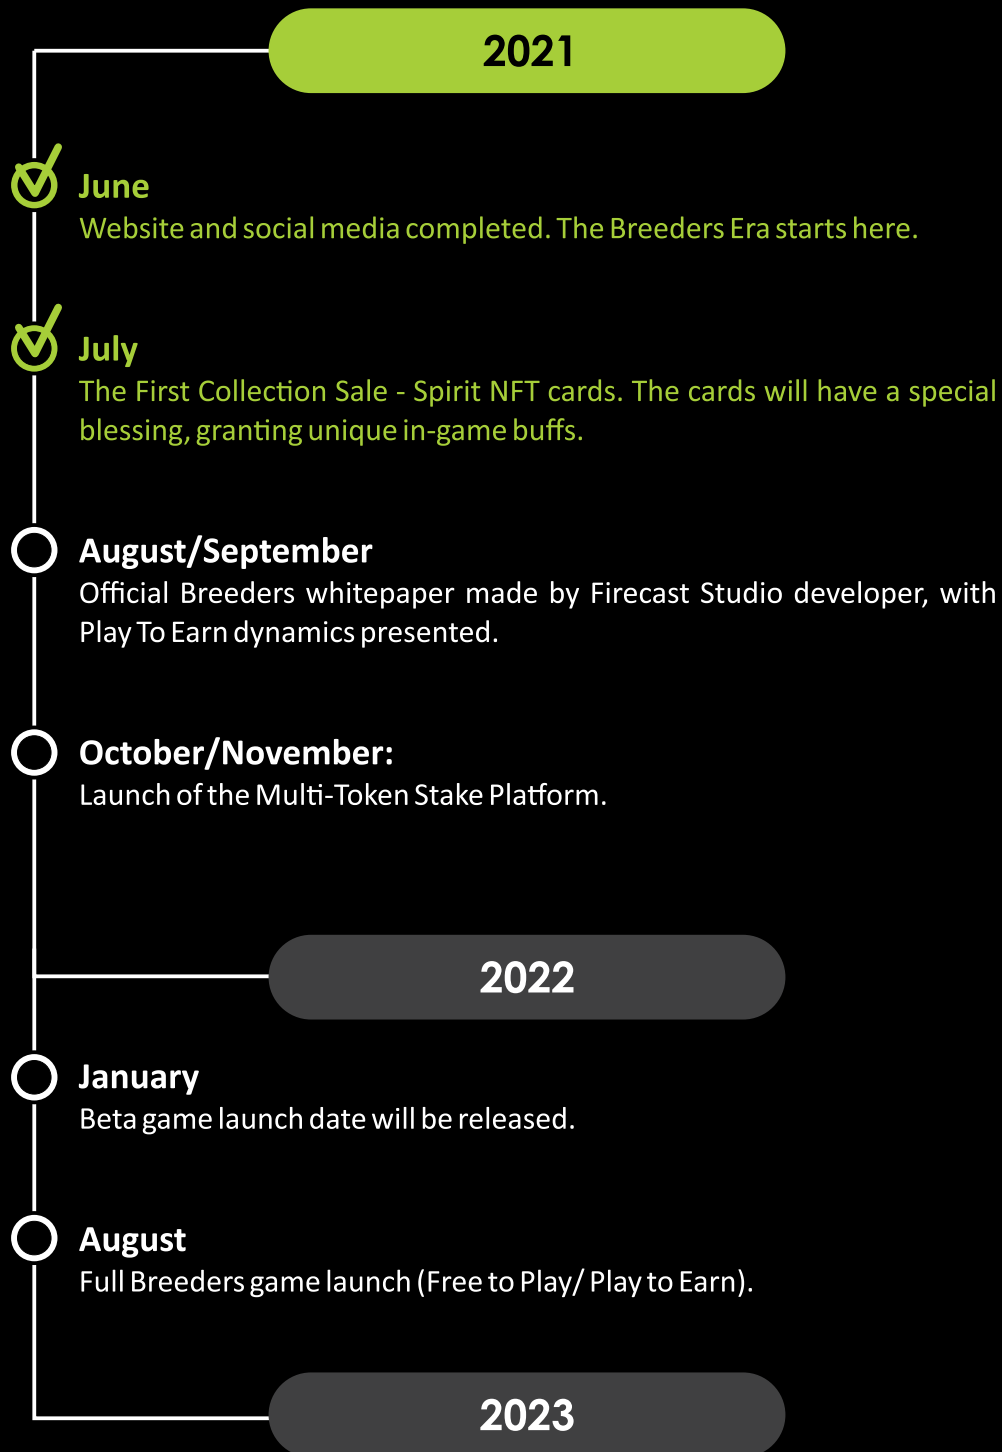 2021
June
Website and social media completed. The Breeders Era starts here.
July
The First Collection Sale - Spirit NFT cards. The cards will have a special
blessing, granting unique in-game buffs.
August/September
Official Breeders whitepaper made by Firecast Studio developer, with
Play To Earn dynamics presented.
October/November:
Launch of the Multi-Token Stake Platform.
2022
January
Beta game launch date will be released.
August
Full Breeders game launch (Free to Play/ Play to Earn).
2023